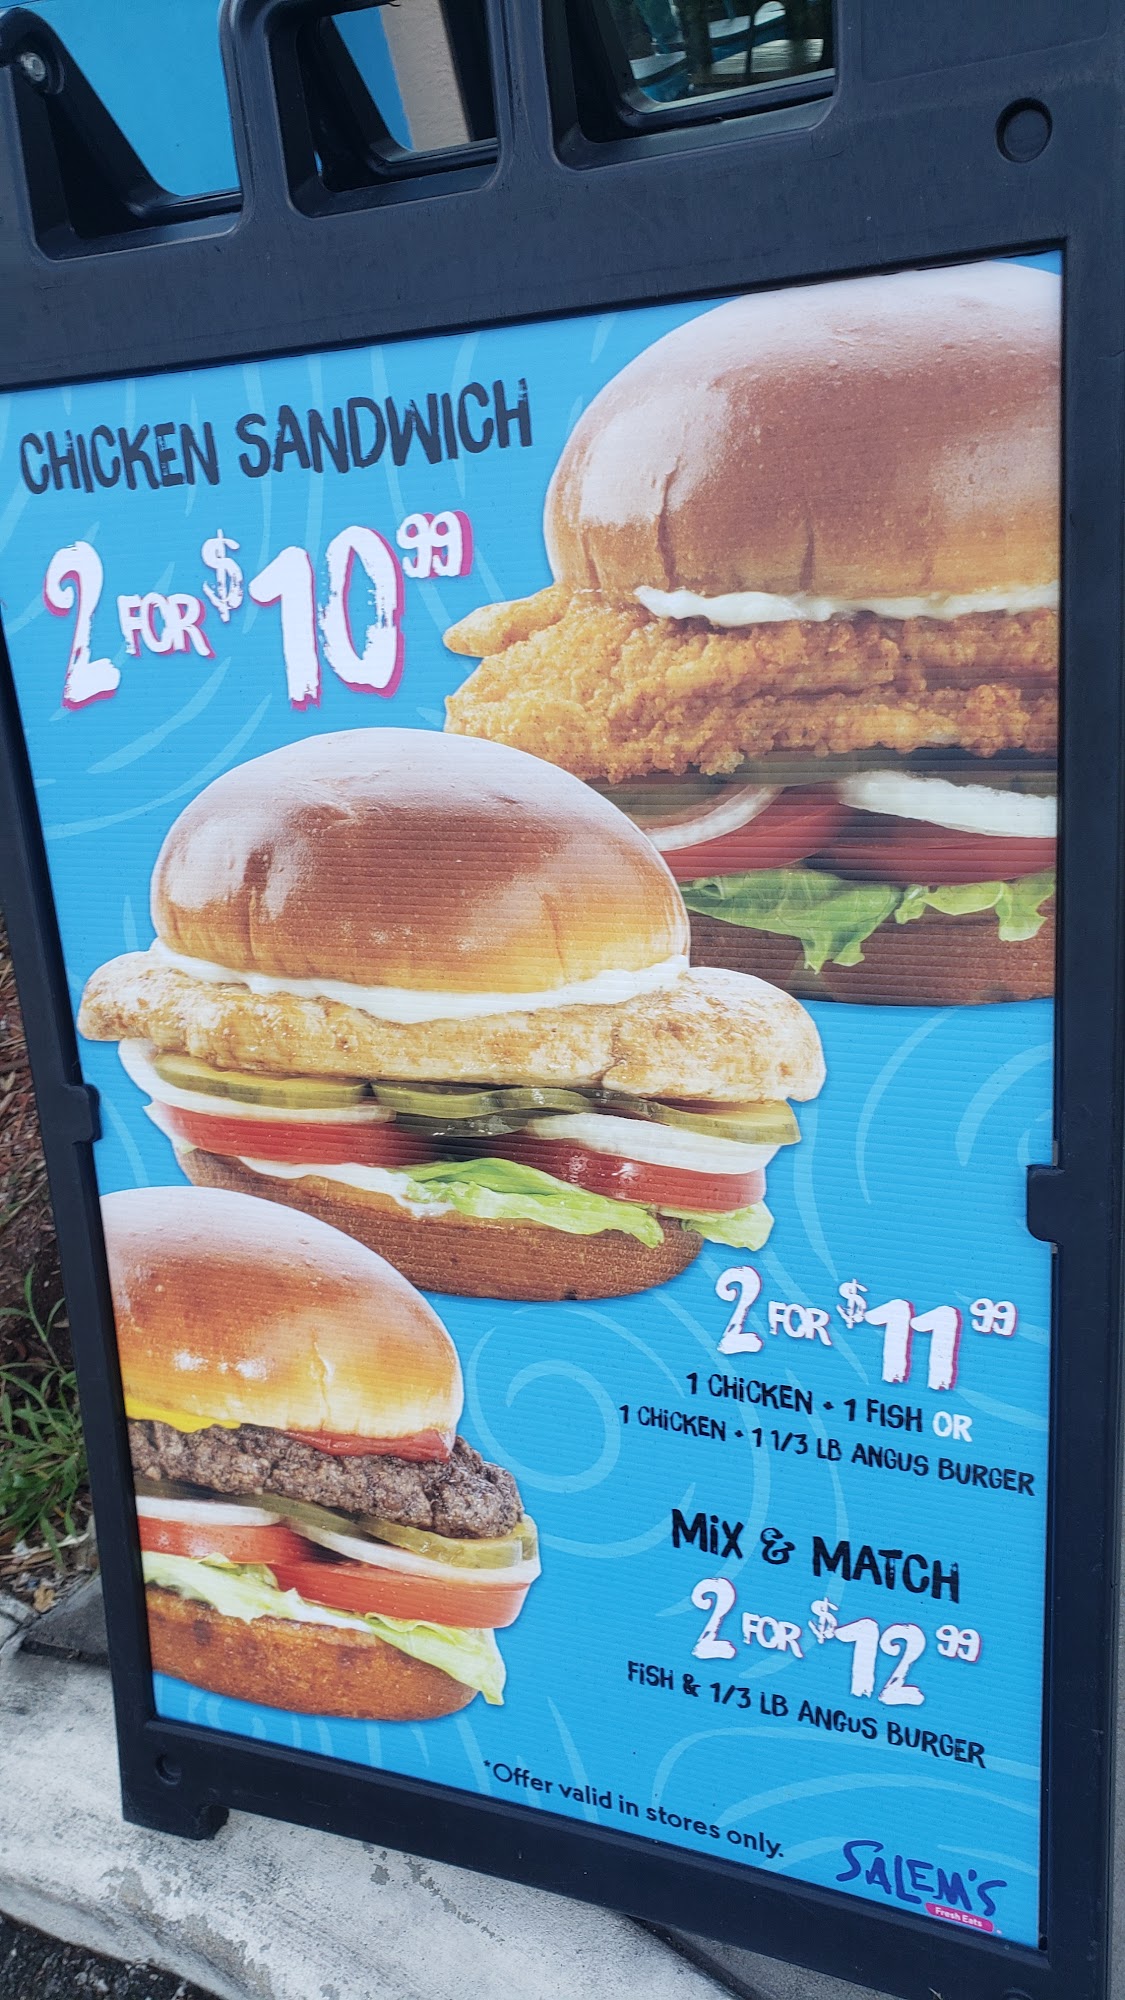 CHICKEN SANDWICH
2 FOR $10.99
2 FOR $11.99
1 CHiCKEN + 1 FiSH OR
1 CHiCKEN + 1 1/3 LB ANGUS BURGER
MiX & MATCH
2 FOR $12.99
FiSH & 1/3 LB ANGUS BURGER
*Offer valid in stores only.
SALEM'S
Fresh Eats